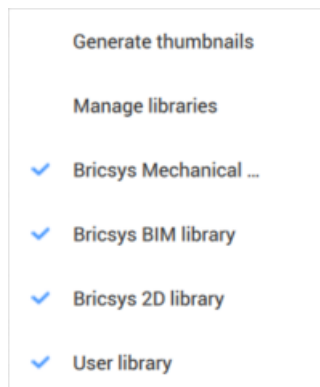 Generate thumbnails
Manage libraries
Bricsys Mechanical ...
Bricsys BIM library
Bricsys 2D library
User library